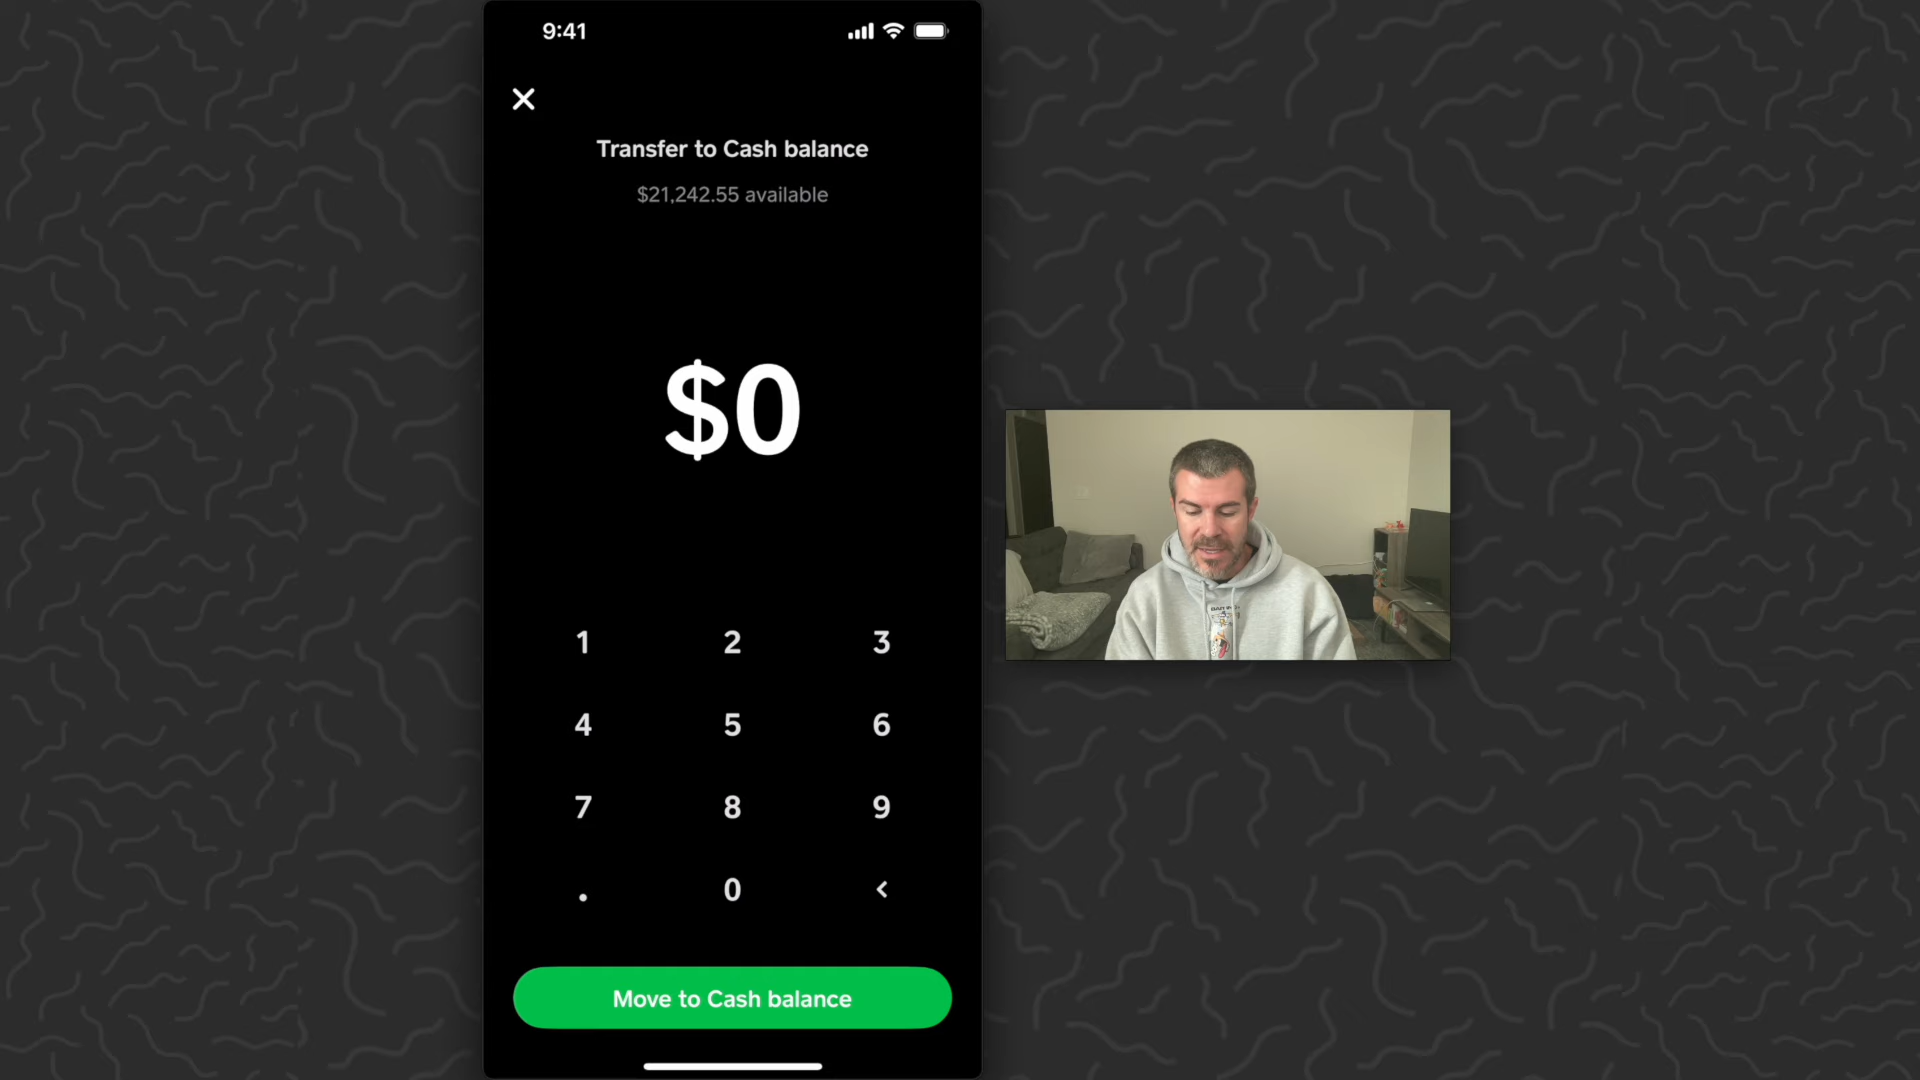 9:41
Transfer to Cash balance
$21,242.55 available
$0
1 2 3
4 5 6
7 8 9
. 0 <
Move to Cash balance